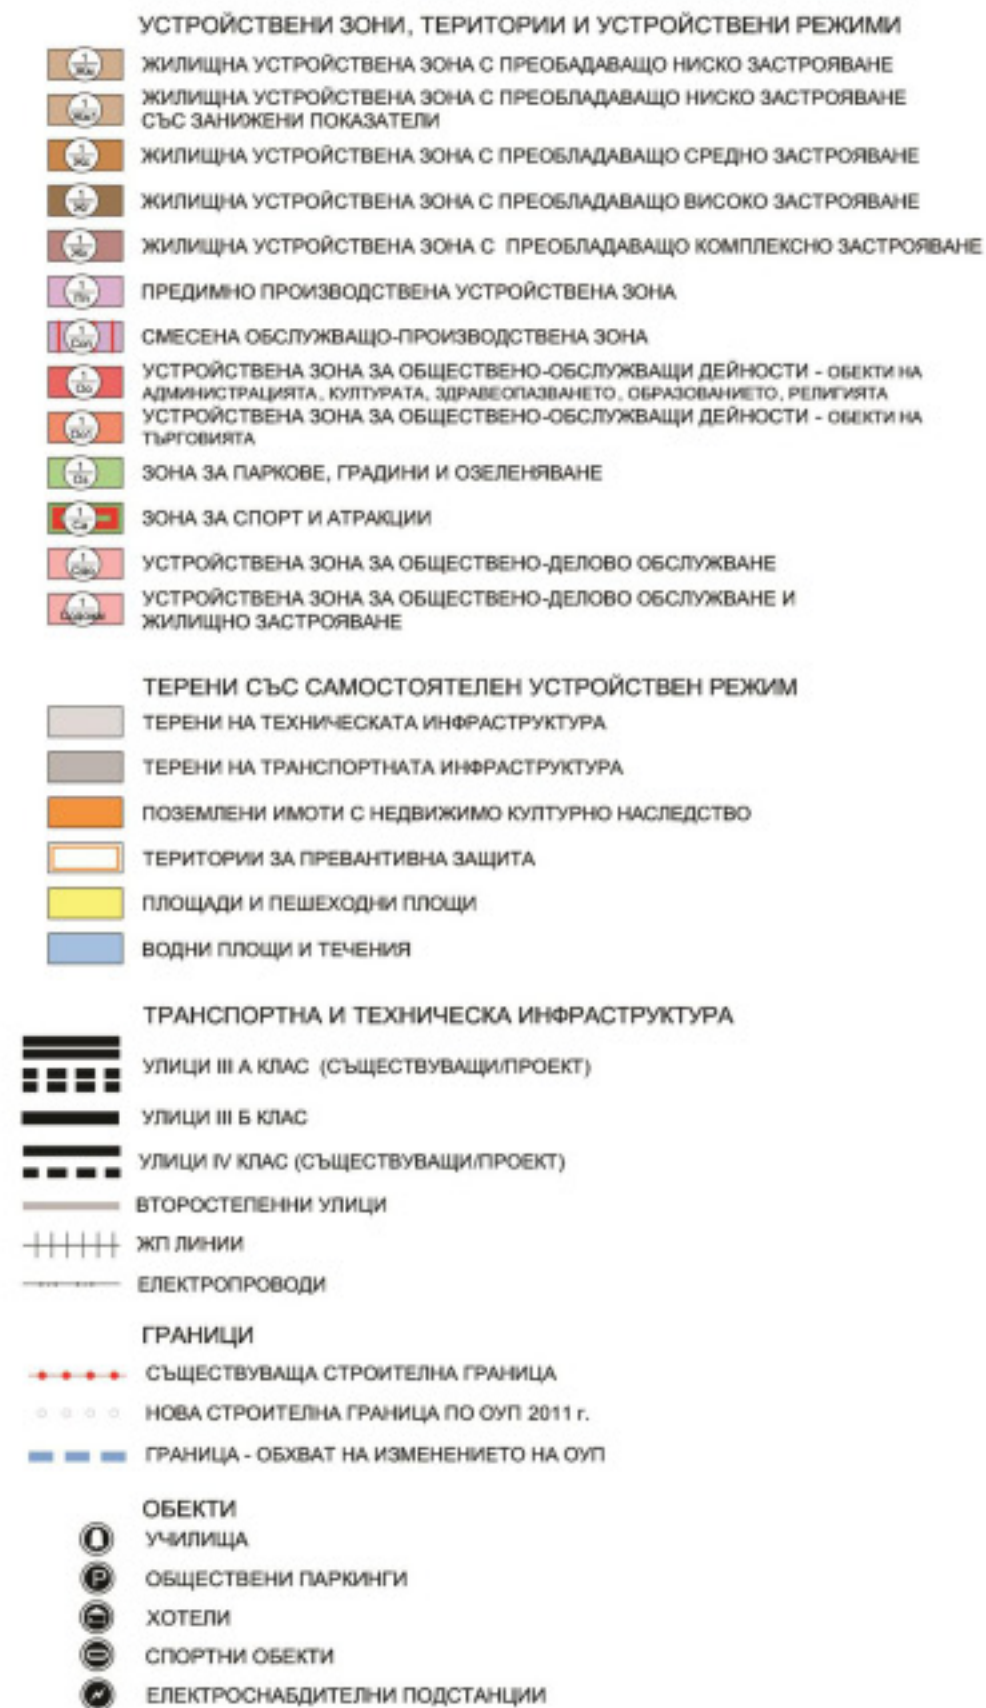 УСТРОЙСТВЕНИ ЗОНИ, ТЕРИТОРИИ И УСТРОЙСТВЕНИ РЕЖИМИ
ЖИЛИЩНА УСТРОЙСТВЕНА ЗОНА С ПРЕОБАДАВАЩО НИСКО ЗАСТРОЯВАНЕ
ЖИЛИЩНА УСТРОЙСТВЕНА ЗОНА С ПРЕОБЛАДАВАЩО НИСКО ЗАСТРОЯВАНЕ
СЪС ЗАНИЖЕНИ ПОКАЗАТЕЛИ
ЖИЛИЩНА УСТРОЙСТВЕНА ЗОНА С ПРЕОБЛАДАВАЩО СРЕДНО ЗАСТРОЯВАНЕ
ЖИЛИЩНА УСТРОЙСТВЕНА ЗОНА С ПРЕОБЛАДАВАЩО ВИСОКО ЗАСТРОЯВАНЕ
ЖИЛИЩНА УСТРОЙСТВЕНА ЗОНА С ПРЕОБЛАДАВАЩО КОМПЛЕКСНО ЗАСТРОЯВАНЕ
ПРЕДИМНО ПРОИЗВОДСТВЕНА УСТРОЙСТВЕНА ЗОНА
СМЕСЕНА ОБСЛУЖВАЩО-ПРОИЗВОДСТВЕНА ЗОНА
УСТРОЙСТВЕНА ЗОНА ЗА ОБЩЕСТВЕНО-ОБСЛУЖВАЩИ ДЕЙНОСТИ - ОБЕКТИ НА
АДМИНИСТРАЦИЯТА, КУЛТУРАТА, ЗДРАВЕОПАЗВАНЕТО, ОБРАЗОВАНИЕТО, РЕЛИГИЯТА
УСТРОЙСТВЕНА ЗОНА ЗА ОБЩЕСТВЕНО-ОБСЛУЖВАЩИ ДЕЙНОСТИ - ОБЕКТИ НА
ТЪРГОВИЯТА
ЗОНА ЗА ПАРКОВЕ, ГРАДИНИ И ОЗЕЛЕНЯВАНЕ
ЗОНА ЗА СПОРТ И АТРАКЦИИ
УСТРОЙСТВЕНА ЗОНА ЗА ОБЩЕСТВЕНО-ДЕЛОВО ОБСЛУЖВАНЕ
УСТРОЙСТВЕНА ЗОНА ЗА ОБЩЕСТВЕНО-ДЕЛОВО ОБСЛУЖВАНЕ И
ЖИЛИЩНО ЗАСТРОЯВАНЕ
ТЕРЕНИ СЪС САМОСТОЯТЕЛЕН УСТРОЙСТВЕН РЕЖИМ
ТЕРЕНИ НА ТЕХНИЧЕСКАТА ИНФРАСТРУКТУРА
ТЕРЕНИ НА ТРАНСПОРТНАТА ИНФРАСТРУКТУРА
ПОЗЕМЛЕНИ ИМОТИ С НЕДВИЖИМО КУЛТУРНО НАСЛЕДСТВО
ТЕРИТОРИИ ЗА ПРЕВАНТИВНА ЗАЩИТА
ПЛОЩАДИ И ПЕШЕХОДНИ ПЛОЩИ
ВОДНИ ПЛОЩИ И ТЕЧЕНИЯ
ТРАНСПОРТНА И ТЕХНИЧЕСКА ИНФРАСТРУКТУРА
УЛИЦИ III А КЛАС (СЪЩЕСТВУВАЩИ/ПРОЕКТ)
УЛИЦИ III Б КЛАС
УЛИЦИ IV КЛАС (СЪЩЕСТВУВАЩИ/ПРОЕКТ)
ВТОРОСТЕПЕННИ УЛИЦИ
ЖП ЛИНИИ
ЕЛЕКТРОПРОВОДИ
ГРАНИЦИ
СЪЩЕСТВУВАЩА СТРОИТЕЛНА ГРАНИЦА
НОВА СТРОИТЕЛНА ГРАНИЦА ПО ОУП 2011 г.
ГРАНИЦА - ОБХВАТ НА ИЗМЕНЕНИЕТО НА ОУП
ОБЕКТИ
УЧИЛИЩА
P ОБЩЕСТВЕНИ ПАРКИНГИ
ХОТЕЛИ
СПОРТНИ ОБЕКТИ
ЕЛЕКТРОСНАБДИТЕЛНИ ПОДСТАНЦИИ